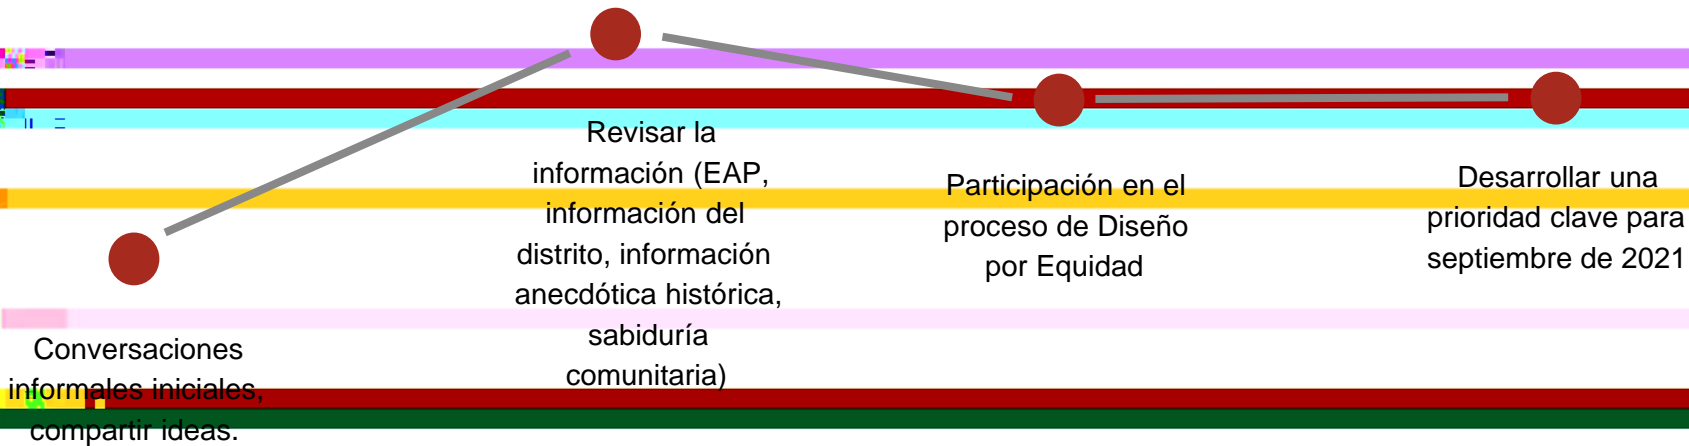 Conversaciones
informales iniciales,
compartir ideas.
Revisar la
información (EAP,
información del
distrito, información
anecdótica histórica,
sabiduría
comunitaria)
Participación en el
proceso de Diseño
por Equidad
Desarrollar una
prioridad clave para
septiembre de 2021